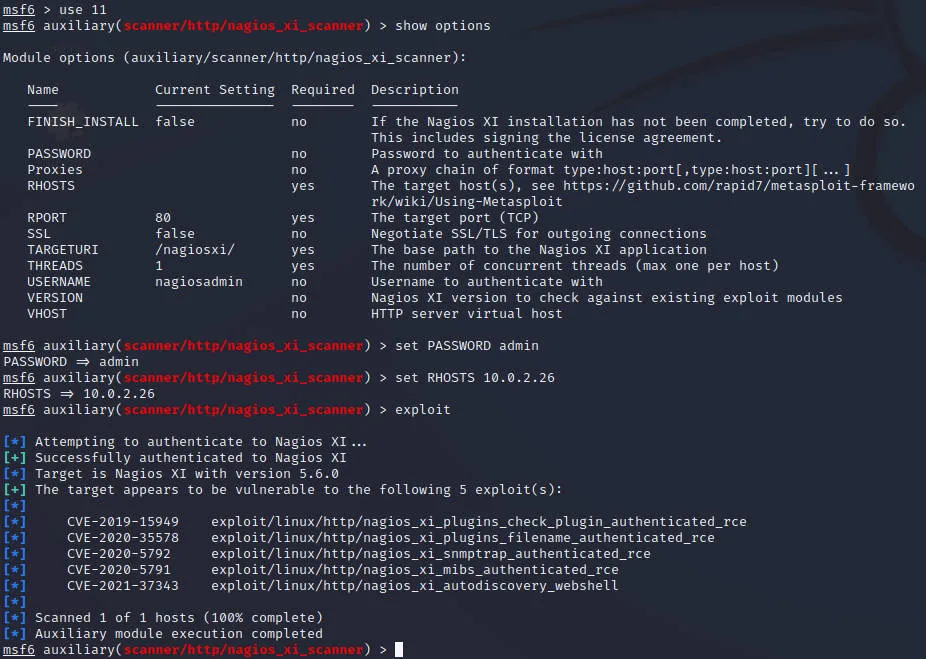 msf6 > use 11
msf6 auxiliary(scanner/http/nagios_xi_scanner) > show options
Module options (auxiliary/scanner/http/nagios_xi_scanner):
Name Current Setting Required Description
FINISH_INSTALL false no If the Nagios XI installation has not been completed, try to do so.
This includes signing the license agreement.
PASSWORD no Password to authenticate with
Proxies no A proxy chain of format type:host:port[,type:host:port][...]
RHOSTS yes The target host(s), see https://github.com/rapid7/metasploit-framewo
rk/wiki/Using-Metasploit
RPORT 80 yes The target port (TCP)
SSL false no Negotiate SSL/TLS for outgoing connections
TARGETURI /nagiosxi/ yes The base path to the Nagios XI application
THREADS 1 yes The number of concurrent threads (max one per host)
USERNAME nagiosadmin no Username to authenticate with
VERSION no Nagios XI version to check against existing exploit modules
VHOST no HTTP server virtual host
msf6 auxiliary(scanner/http/nagios_xi_scanner) > set PASSWORD admin
PASSWORD ⇒ admin
msf6 auxiliary(scanner/http/nagios_xi_scanner) > set RHOSTS 10.0.2.26
RHOSTS ⇒ 10.0.2.26
msf6 auxiliary(scanner/http/nagios_xi_scanner) > exploit
[*] Attempting to authenticate to Nagios XI...
[+] Successfully authenticated to Nagios XI
[*] Target is Nagios XI with version 5.6.0
[+] The target appears to be vulnerable to the following 5 exploit(s):
[*]
[*] CVE-2019-15949 exploit/linux/http/nagios_xi_plugins_check_plugin_authenticated_rce
[*] CVE-2020-35578 exploit/linux/http/nagios_xi_plugins_filename_authenticated_rce
[*] CVE-2020-5792 exploit/linux/http/nagios_xi_snmptrap_authenticated_rce
[*] CVE-2020-5791 exploit/linux/http/nagios_xi_mibs_authenticated_rce
[*] CVE-2021-37343 exploit/linux/http/nagios_xi_autodiscovery_webshell
[*]
[*] Scanned 1 of 1 hosts (100% complete)
[*] Auxiliary module execution completed
msf6 auxiliary(scanner/http/nagios_xi_scanner) >